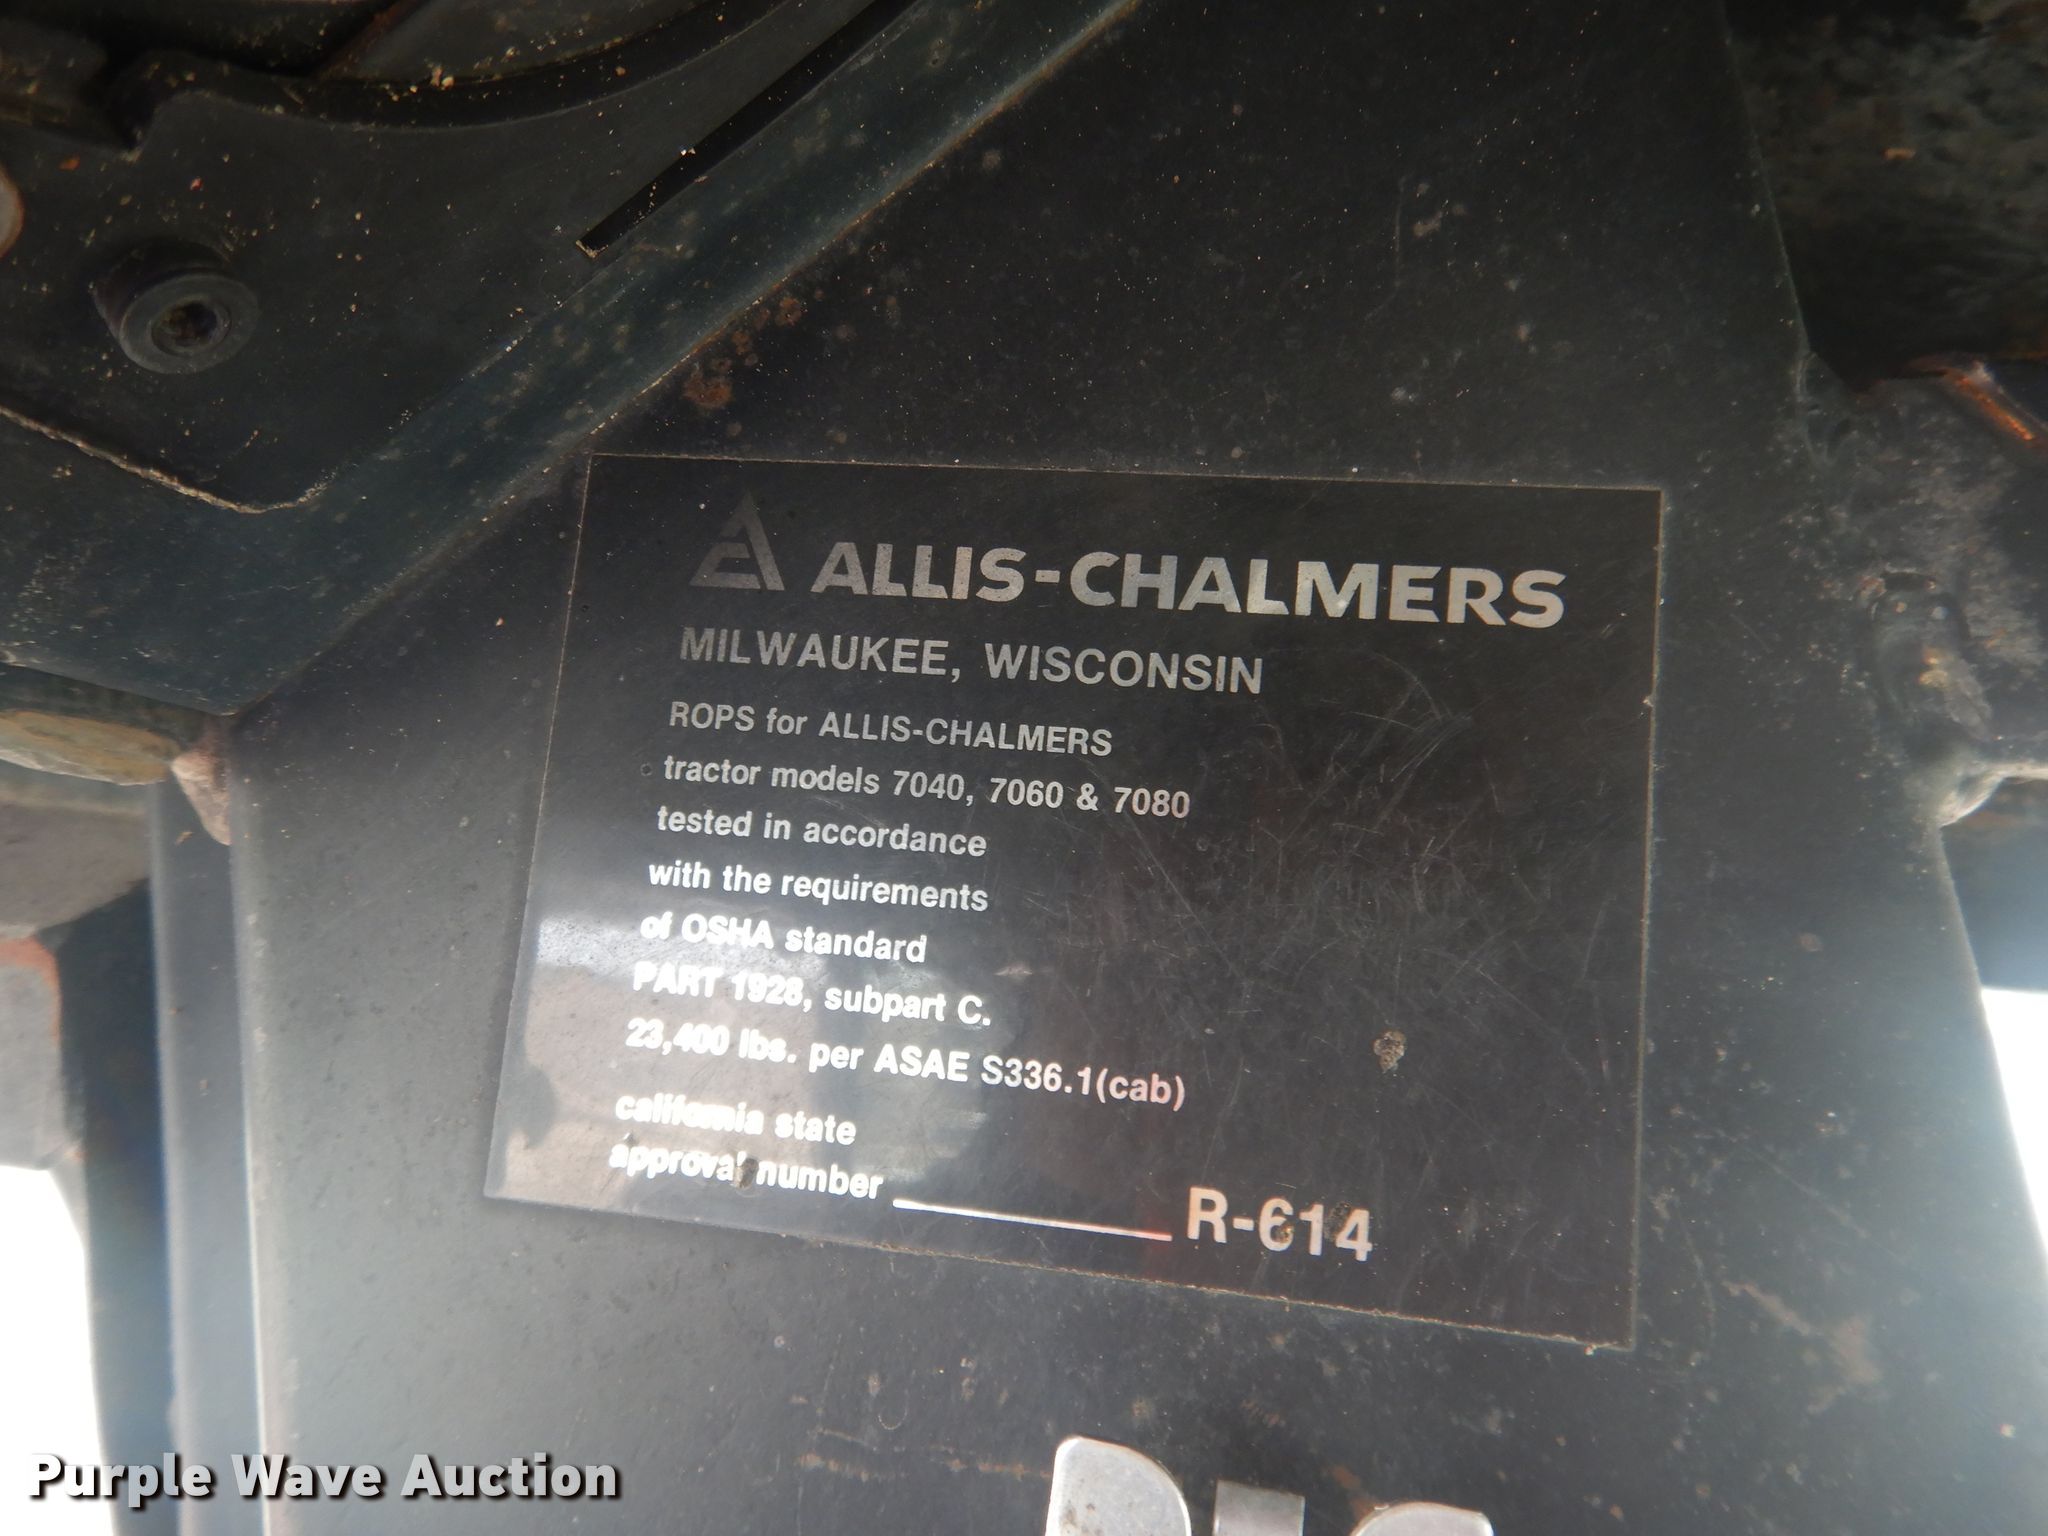 ALLIS-CHALMERS
MILWAUKEE, WISCONSIN
ROPS for ALLIS-CHALMERS
tractor models 7040, 7060 & 7080
tested in accordance
with the requirements
of OSHA standard
PART 1928, subpart C.
23,400 lbs. per ASAE S336.1(cab)
california state
approval number R-614
Purple Wave Auction